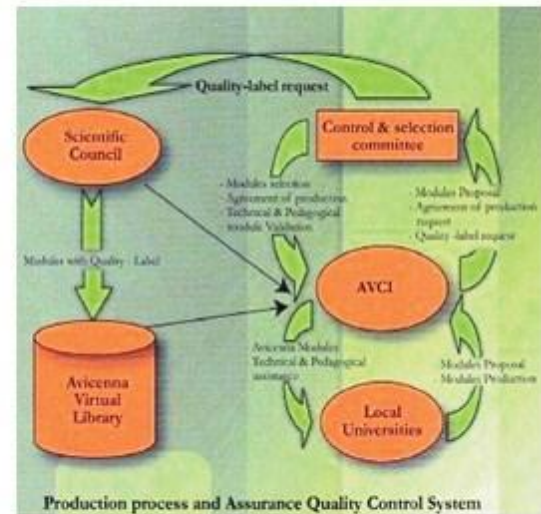 Quality-label request
Scientific
Council
Control & selection
committee
- Modules selection
- Agreement of production
- Technical & Pedagogical
module Validation
- Modules Proposal
- Agreement of production
request
- Quality -label request
Modules with Quality - Label
AVCI
Avicenna
Virtual
Library
Avicenna Modules
Technical & Pedagogical
assistance
Modules Proposal
Modules Production
Local
Universities
Production process and Assurance Quality Control System